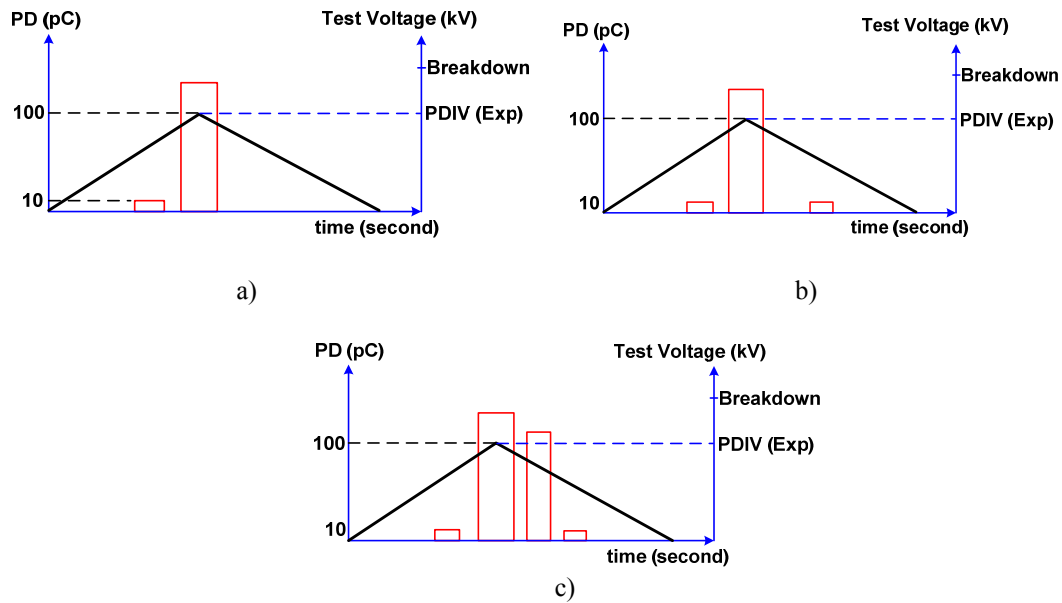 PD (pC)
Test Voltage (kV)
Breakdown
100
PDIV (Exp)
10
time (second)
a)
PD (pC)
Test Voltage (kV)
Breakdown
100
PDIV (Exp)
10
time (second)
b)
PD (pC)
Test Voltage (kV)
Breakdown
100
PDIV (Exp)
10
time (second)
c)